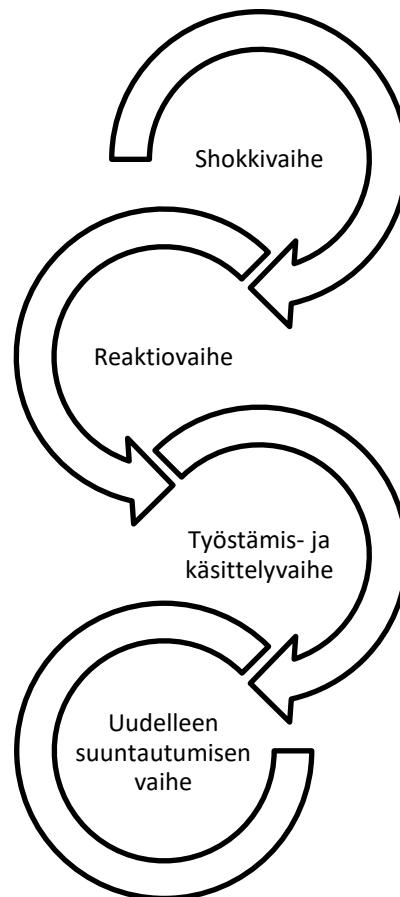 Shokkivaihe
Reaktiovaihe
Työstämis- ja
käsittelyvaihe
Uudelleen
suuntautumisen
vaihe